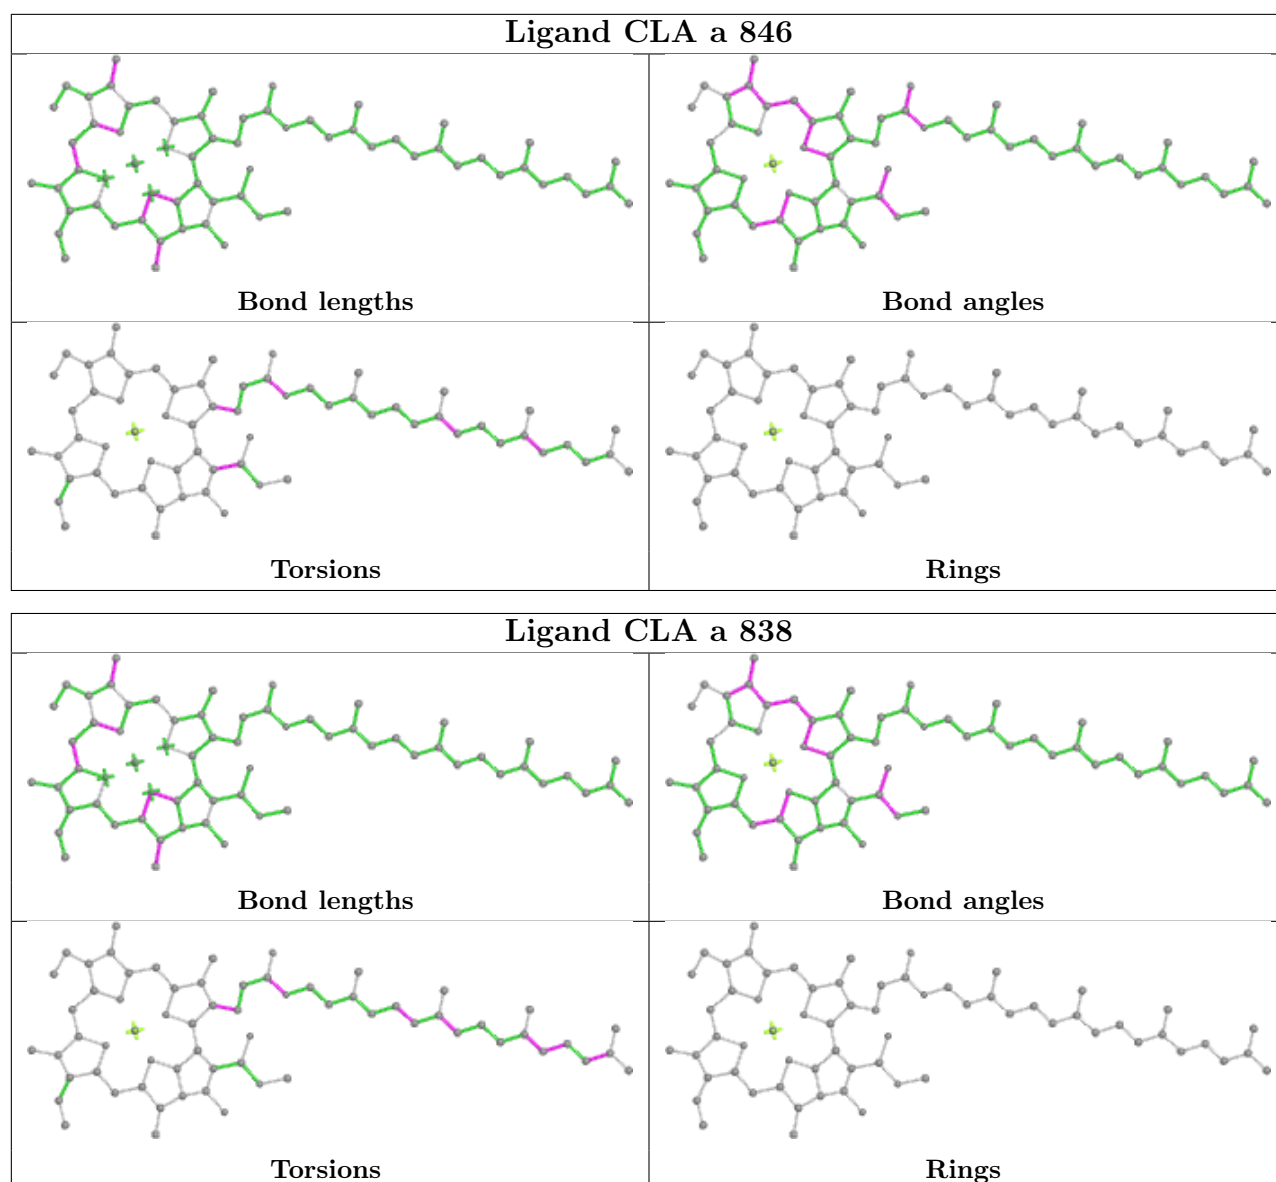 Ligand CLA a 846
Bond lengths
Bond angles
Torsions
Rings
Ligand CLA a 838
Bond lengths
Bond angles
Torsions
Rings